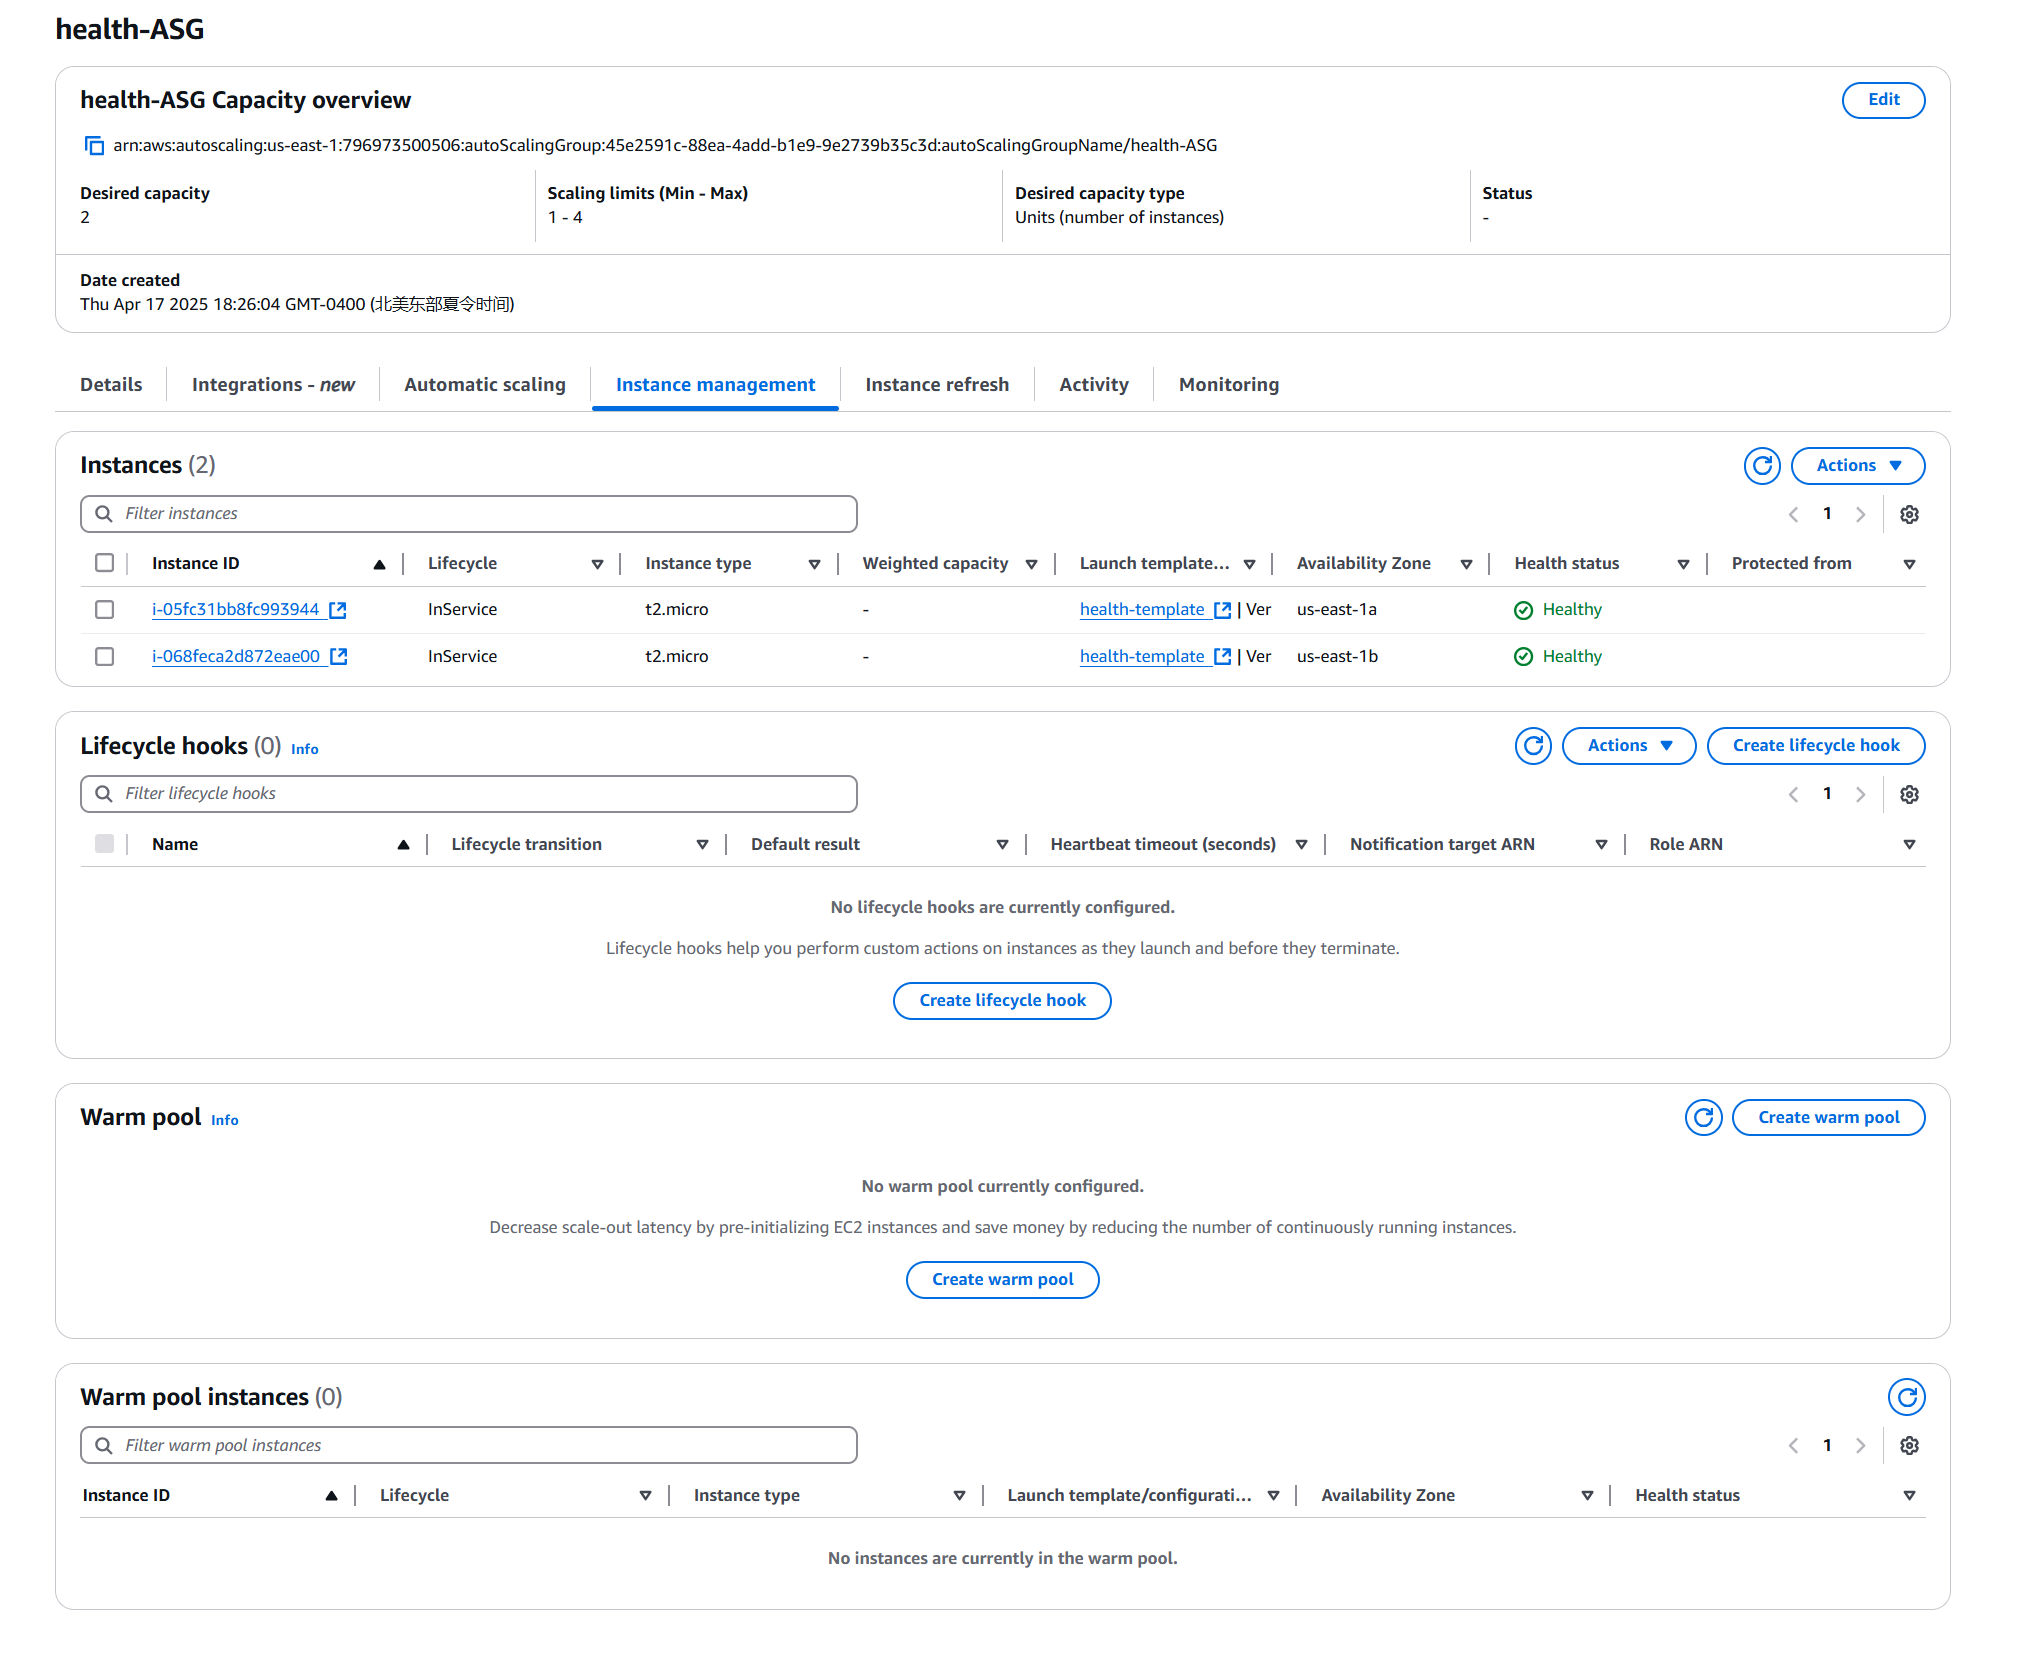 health-ASG
health-ASG Capacity overview
Edit
arn:aws:autoscaling:us-east-1:796973500506:autoScalingGroup:45e2591c-88ea-4add-b1e9-9e2739b35c3d:autoScalingGroupName/health-ASG
Desired capacity Scaling limits (Min - Max) Desired capacity type Status
2 1 - 4 Units (number of instances) -
Date created
Thu Apr 17 2025 18:26:04 GMT-0400 (北美东部夏令时间)
Details Integrations - new Automatic scaling Instance management Instance refresh Activity Monitoring
Instances (2) Actions
Filter instances 1
Instance ID Lifecycle Instance type Weighted capacity Launch template... Availability Zone Health status Protected from
i-05fc31bb8fc993944 InService t2.micro - health-template | Ver us-east-1a Healthy
i-068feca2d872eae00 InService t2.micro - health-template | Ver us-east-1b Healthy
Lifecycle hooks (0) Info Actions Create lifecycle hook
Filter lifecycle hooks 1
Name Lifecycle transition Default result Heartbeat timeout (seconds) Notification target ARN Role ARN
No lifecycle hooks are currently configured.
Lifecycle hooks help you perform custom actions on instances as they launch and before they terminate.
Create lifecycle hook
Warm pool Info Create warm pool
No warm pool currently configured.
Decrease scale-out latency by pre-initializing EC2 instances and save money by reducing the number of continuously running instances.
Create warm pool
Warm pool instances (0)
Filter warm pool instances 1
Instance ID Lifecycle Instance type Launch template/configurati... Availability Zone Health status
No instances are currently in the warm pool.